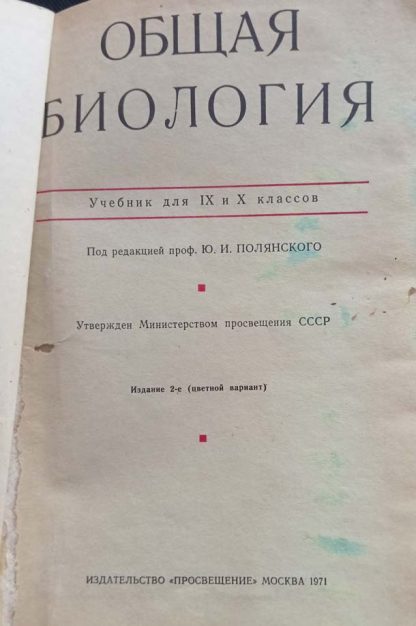 ОБЩАЯ
БИОЛОГИЯ
Учебник для IX и X классов
Под редакцией проф. Ю. И. ПОЛЯНСКОГО
Утвержден Министерством просвещения СССР
Издание 2-е (цветной вариант)
ИЗДАТЕЛЬСТВО «ПРОСВЕЩЕНИЕ» МОСКВА 1971